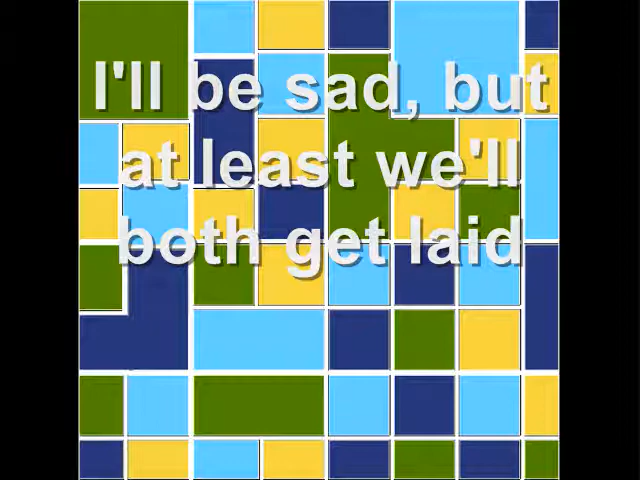 I'll be sad, but
at least we'll
both get laid